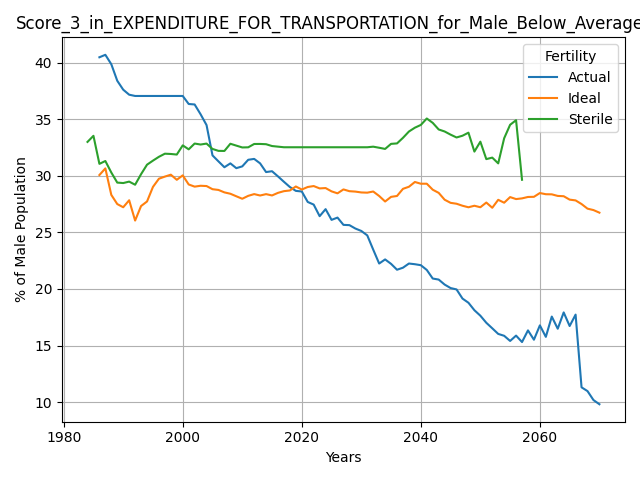 Score_3_in_EXPENDITURE_FOR_TRANSPORTATION_for_Male_Below_Average
Fertility
Actual
Ideal
Sterile
% of Male Population
40
35
30
25
20
15
10
1980 2000 2020 2040 2060
Years